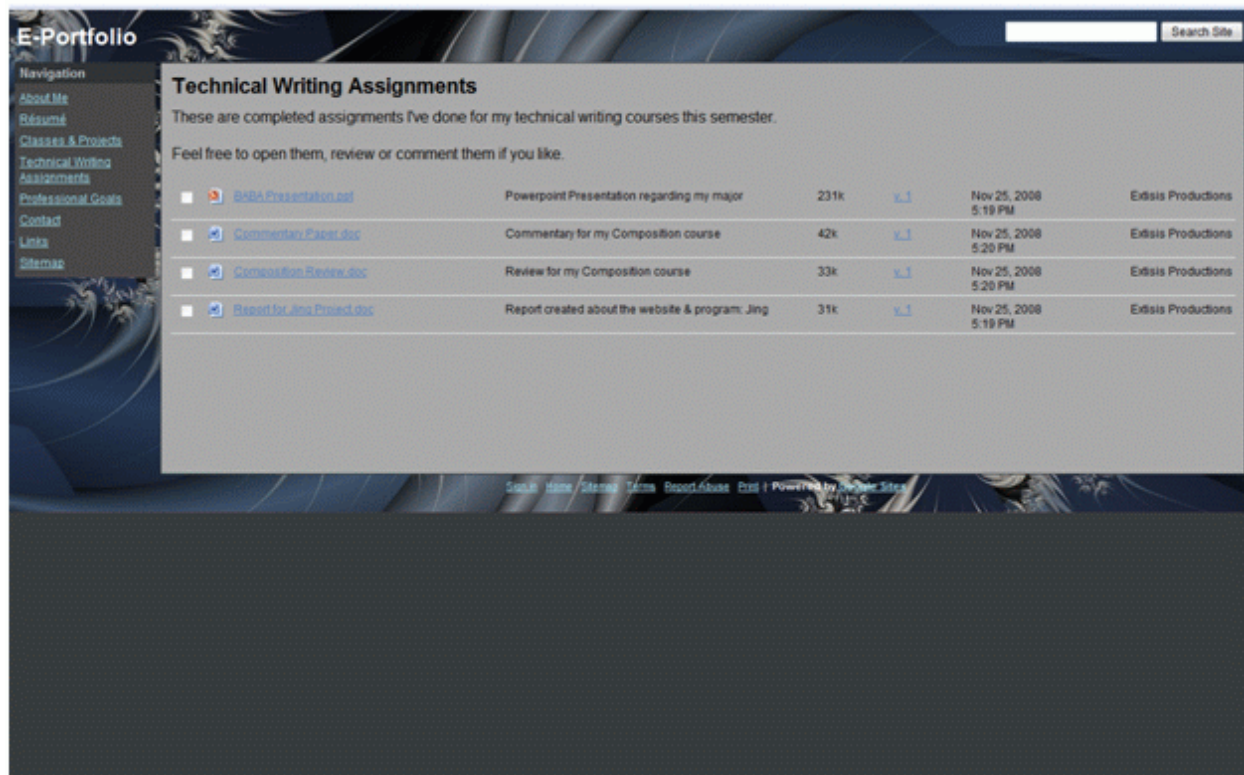 E-Portfolio
Search Site
Navigation
About Me
Résumé
Classes & Projects
Technical Writing
Assignments
Professional Goals
Contact
Links
Sitemap
Technical Writing Assignments
These are completed assignments I've done for my technical writing courses this semester.
Feel free to open them, review or comment them if you like.
BABA Presentation.ppt Powerpoint Presentation regarding my major 231k v. 1 Nov 25, 2008 Extisis Productions
5:19 PM
Commentary Paper.doc Commentary for my Composition course 42k v. 1 Nov 25, 2008 Extisis Productions
5:20 PM
Composition Review.doc Review for my Composition course 33k v. 1 Nov 25, 2008 Extisis Productions
5:20 PM
Report for Jing Project.doc Report created about the website & program: Jing 31k v. 1 Nov 25, 2008 Extisis Productions
5:19 PM
Sign in Home Sitemap Terms Report Abuse Print | Powered by Google Sites